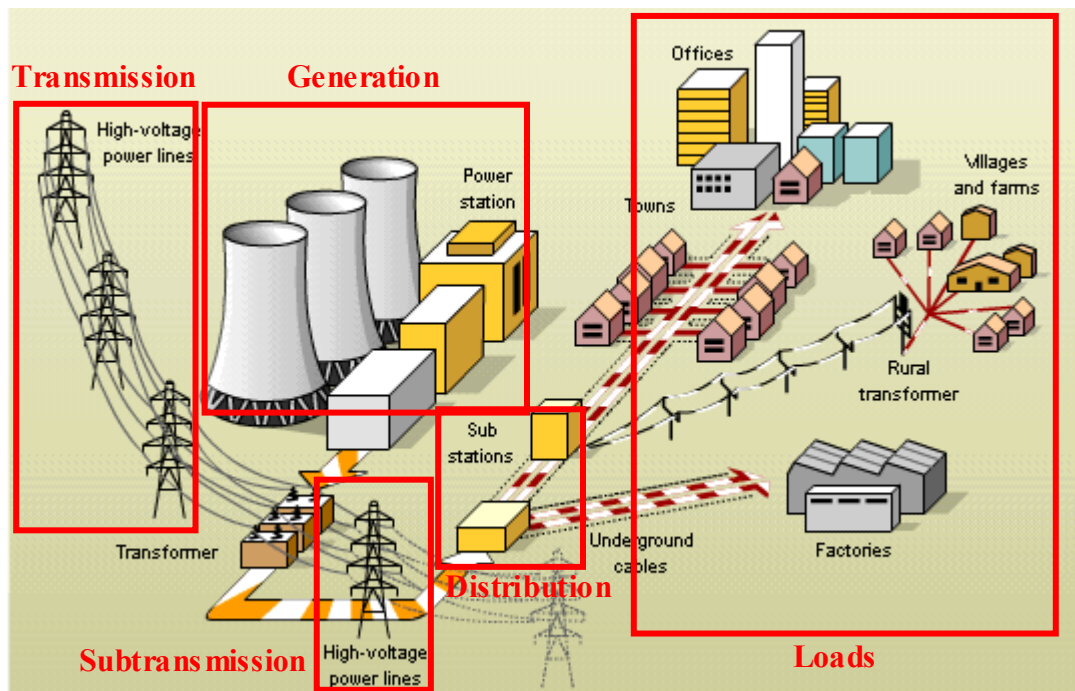 Transmission
Generation
High-voltage
power lines
Power
station
Offices
Villages
and farms
Towns
Rural
transformer
Sub
stations
Transformer
Underground
cables
Factories
Distribution
Subtransmission
High-voltage
power lines
Loads